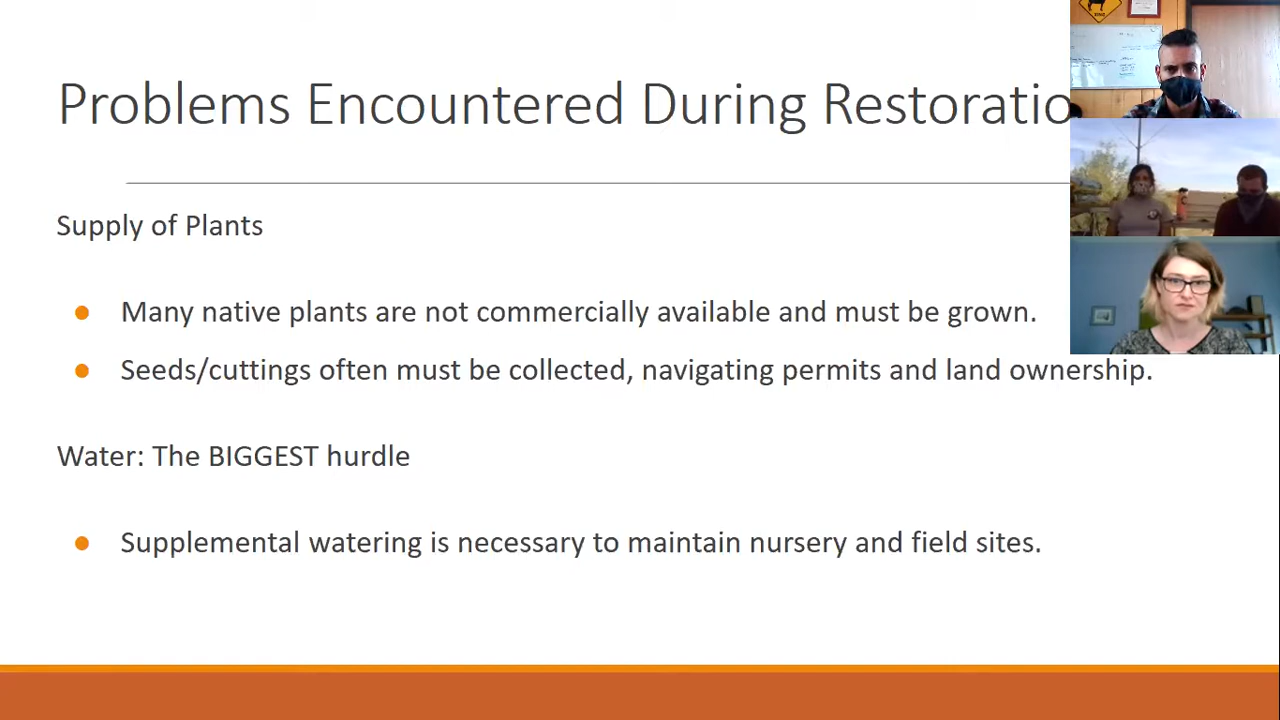 Problems Encountered During Restoratio
Supply of Plants
Many native plants are not commercially available and must be grown.
Seeds/cuttings often must be collected, navigating permits and land ownership.
Water: The BIGGEST hurdle
Supplemental watering is necessary to maintain nursery and field sites.